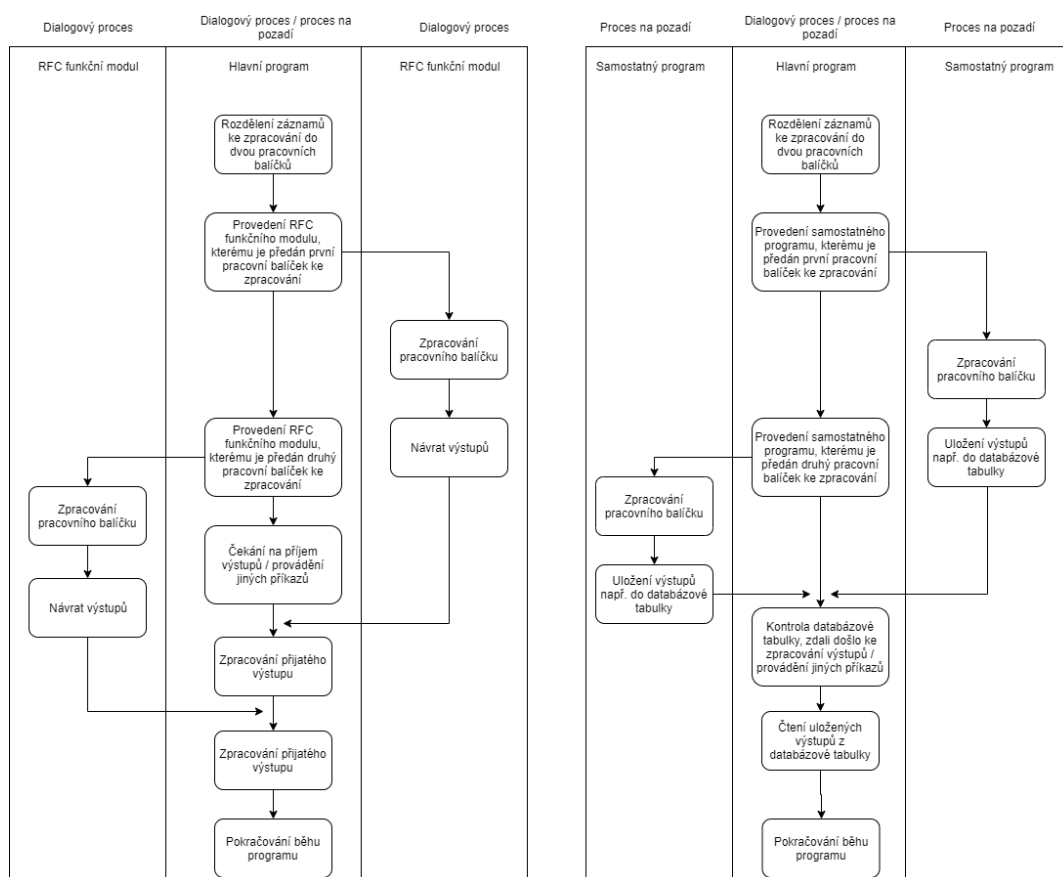 Dialogový proces
Dialogový proces / proces na
pozadí
Dialogový proces
RFC funkční modul
Hlavní program
RFC funkční modul
Rozdělení záznamů
ke zpracování do
dvou pracovních
balíčků
Provedení RFC
funkčního modulu,
kterému je předán první
pracovní balíček ke
zpracování
Zpracování
pracovního balíčku
Návrat výstupů
Provedení RFC
funkčního modulu,
kterému je předán druhý
pracovní balíček ke
zpracování
Zpracování
pracovního balíčku
Návrat výstupů
Čekání na příjem
výstupů / provádění
jiných příkazů
Zpracování přijatého
výstupu
Zpracování přijatého
výstupu
Pokračování běhu
programu
Proces na pozadí
Dialogový proces / proces na
pozadí
Proces na pozadí
Samostatný program
Hlavní program
Samostatný program
Rozdělení záznamů
ke zpracování do
dvou pracovních
balíčků
Provedení samostatného
programu, kterému je
předán první pracovní
balíček ke zpracování
Zpracování
pracovního balíčku
Uložení výstupů
např. do databázové
tabulky
Provedení samostatného
programu, kterému je
předán druhý pracovní
balíček ke zpracování
Zpracování
pracovního balíčku
Uložení výstupů
např. do databázové
tabulky
Kontrola databázové
tabulky, zdali došlo ke
zpracování výstupů /
provádění jiných příkazů
Čtení uložených
výstupů z
databázové tabulky
Pokračování běhu
programu